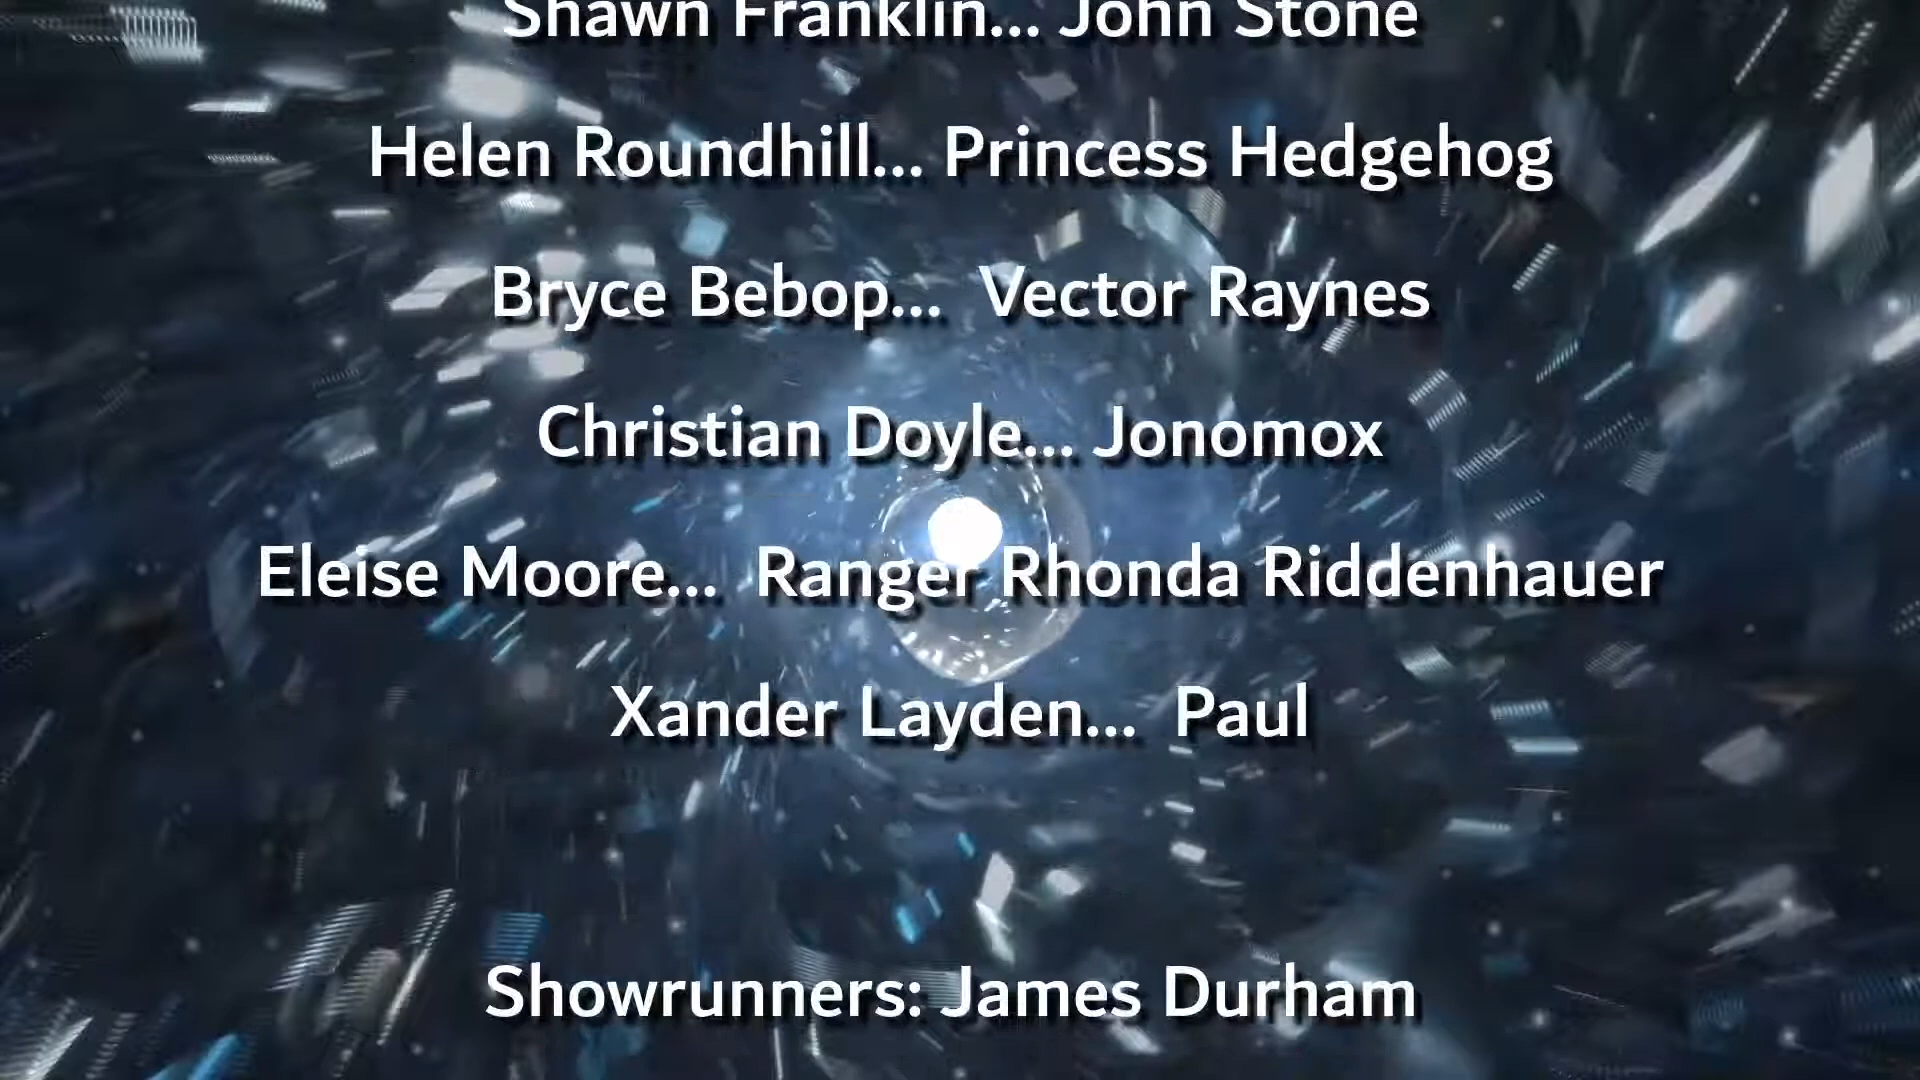 Shawn Franklin... John Stone
Helen Roundhill... Princess Hedgehog
Bryce Bebop...  Vector Raynes
Christian Doyle... Jonomox
Eleise Moore...  Ranger Rhonda Riddenhauer
Xander Layden...  Paul
Showrunners: James Durham